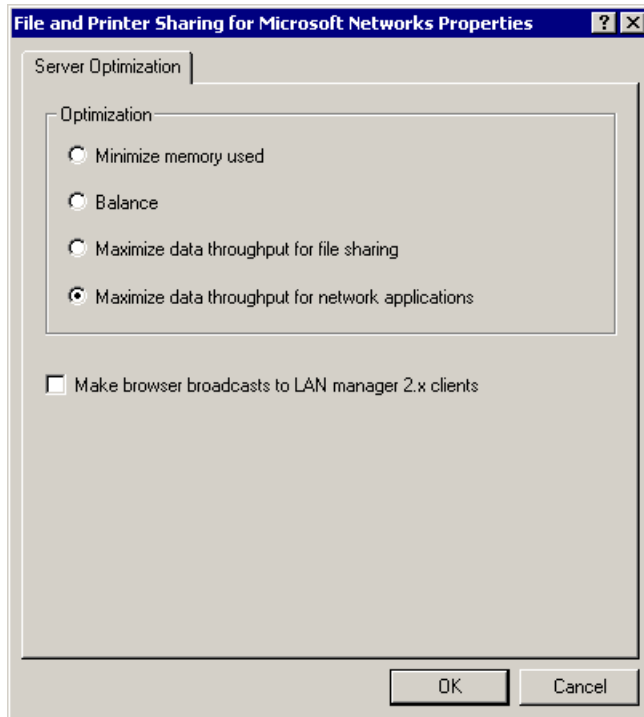 File and Printer Sharing for Microsoft Networks Properties
Server Optimization
Optimization
Minimize memory used
Balance
Maximize data throughput for file sharing
Maximize data throughput for network applications
Make browser broadcasts to LAN manager 2.x clients
OK
Cancel